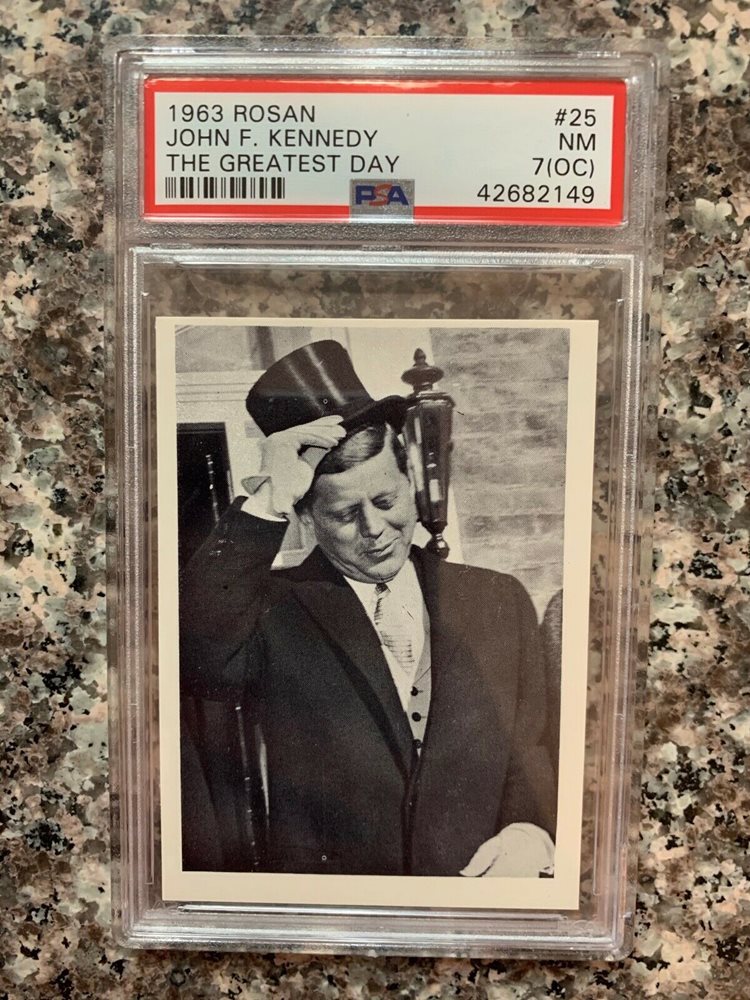 1963 ROSAN #25
JOHN F. KENNEDY NM
THE GREATEST DAY 7(OC)
PSA 42682149